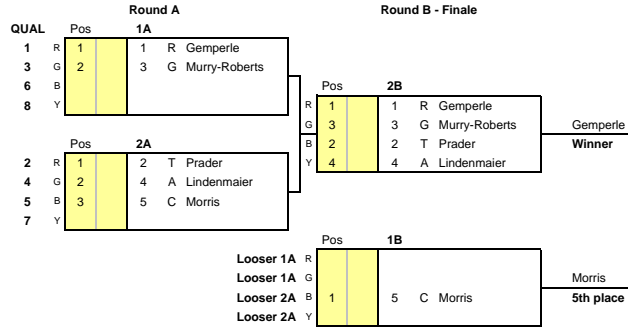 Round A
QUAL Pos 1A
1 R 1 1 R Gemperle
3 G 2 3 G Murry-Roberts
6 B
8 Y
Pos 2A
2 R 1 2 T Prader
4 G 2 4 A Lindenmaier
5 B 3 5 C Morris
7 Y
Round B - Finale
Pos 2B
R 1 1 R Gemperle
G 3 3 G Murry-Roberts
B 2 2 T Prader
Y 4 4 A Lindenmaier
Gemperle
Winner
Pos 1B
Looser 1A R
Looser 1A G
Looser 2A B 1 5 C Morris
Looser 2A Y
Morris
5th place